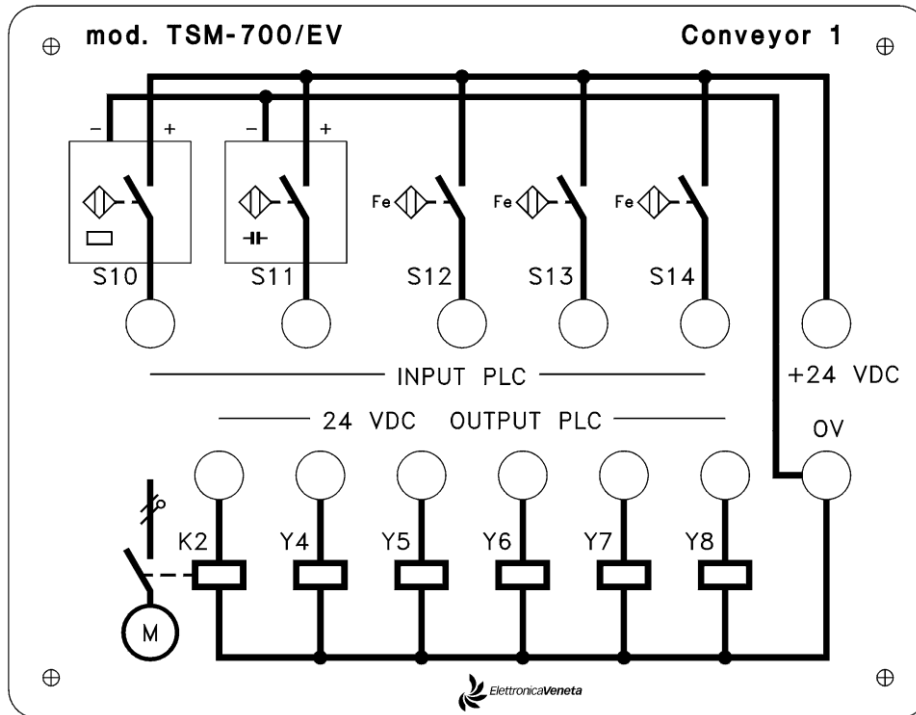 mod. TSM-700/EV Conveyor 1
- + - +
Fe Fe Fe
S10 S11 S12 S13 S14
INPUT PLC +24 VDC
24 VDC OUTPUT PLC 0V
K2 Y4 Y5 Y6 Y7 Y8
M
ElettronicaVeneta